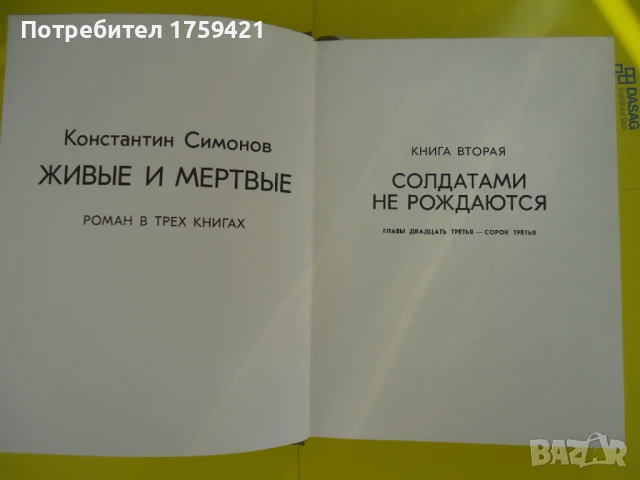 Потребител 1759421
Константин Симонов
ЖИВЫЕ И МЕРТВЫЕ
РОМАН В ТРЕХ КНИГАХ
КНИГА ВТОРАЯ
СОЛДАТАМИ
НЕ РОЖДАЮТСЯ
ГЛАВЫ ДВАДЦАТЬ ТРЕТЬЯ — СОРОК ТРЕТЬЯ
DASAG
BAZAR